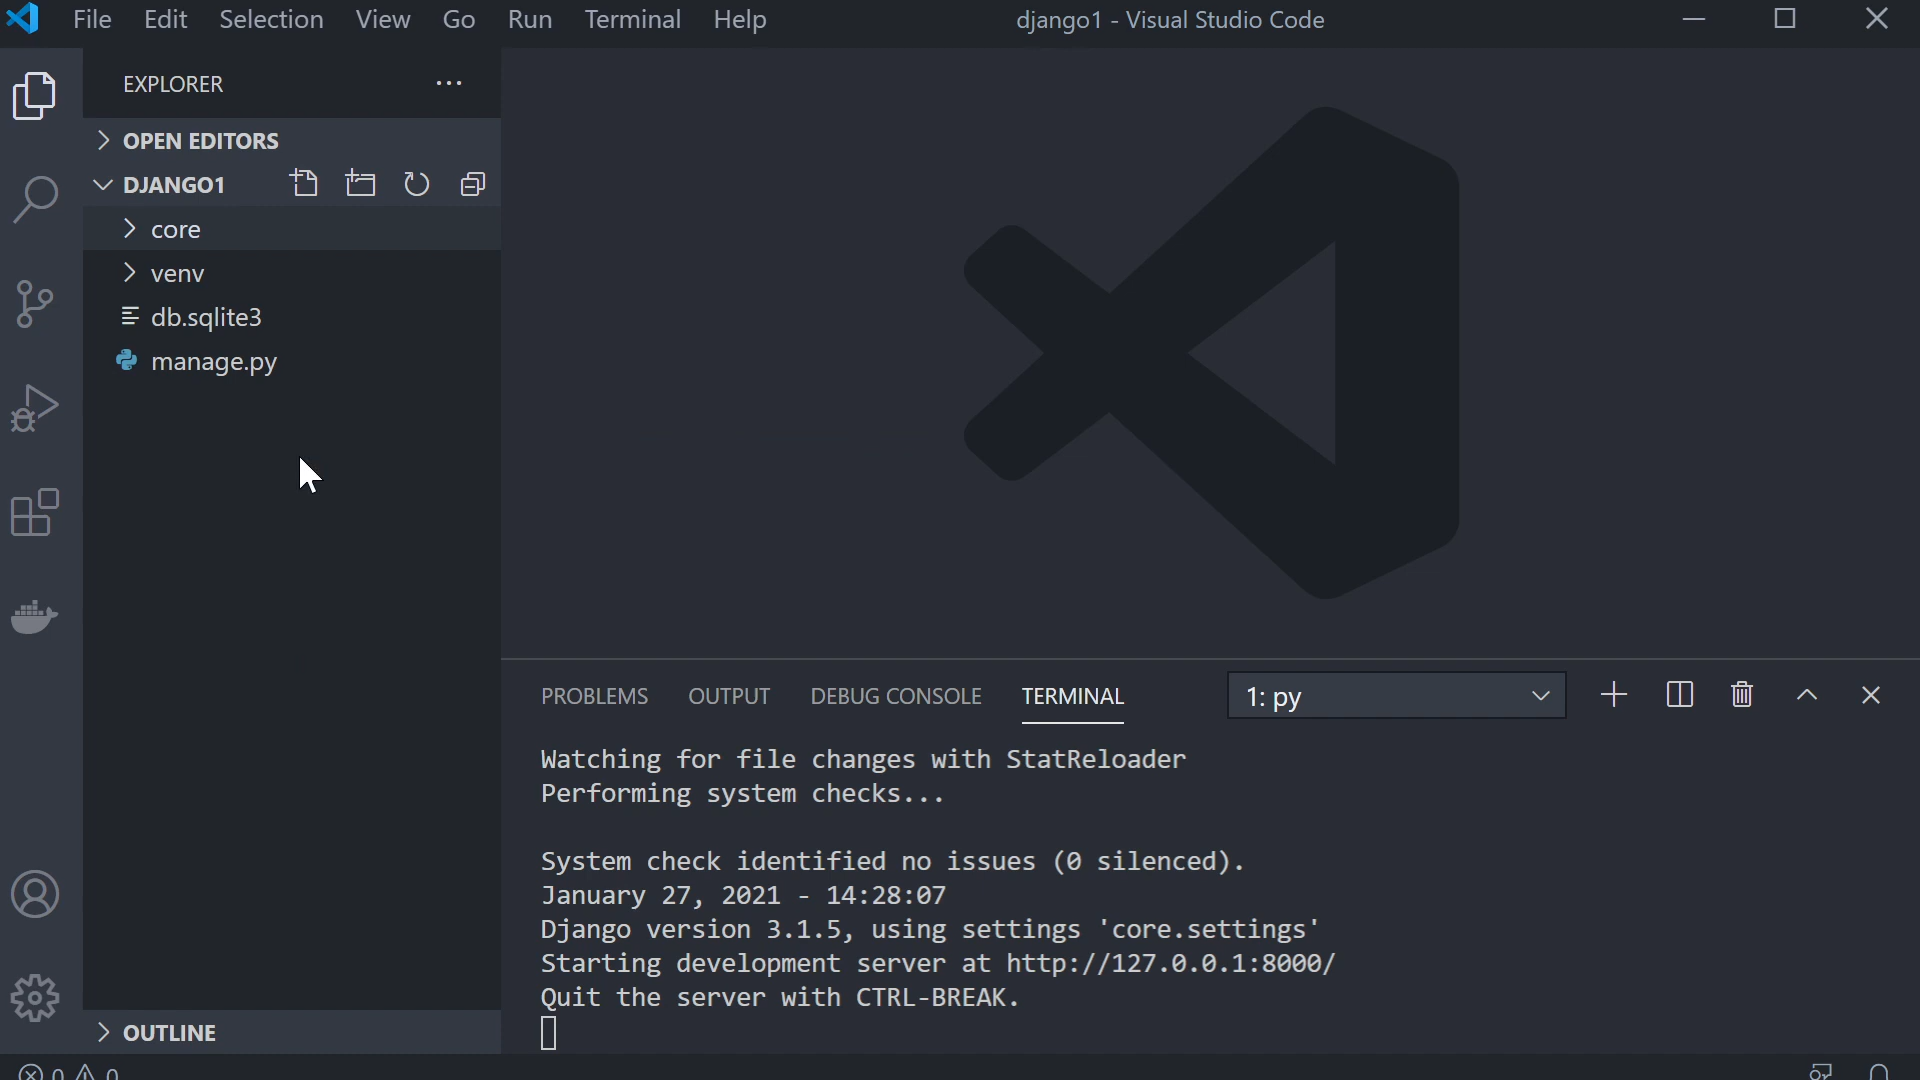 File Edit Selection View Go Run Terminal Help
django1 - Visual Studio Code
EXPLORER
OPEN EDITORS
DJANGO1
core
venv
db.sqlite3
manage.py
OUTLINE
PROBLEMS OUTPUT DEBUG CONSOLE TERMINAL
1: py
Watching for file changes with StatReloader
Performing system checks...
System check identified no issues (0 silenced).
January 27, 2021 - 14:28:07
Django version 3.1.5, using settings 'core.settings'
Starting development server at http://127.0.0.1:8000/
Quit the server with CTRL-BREAK.
0 0